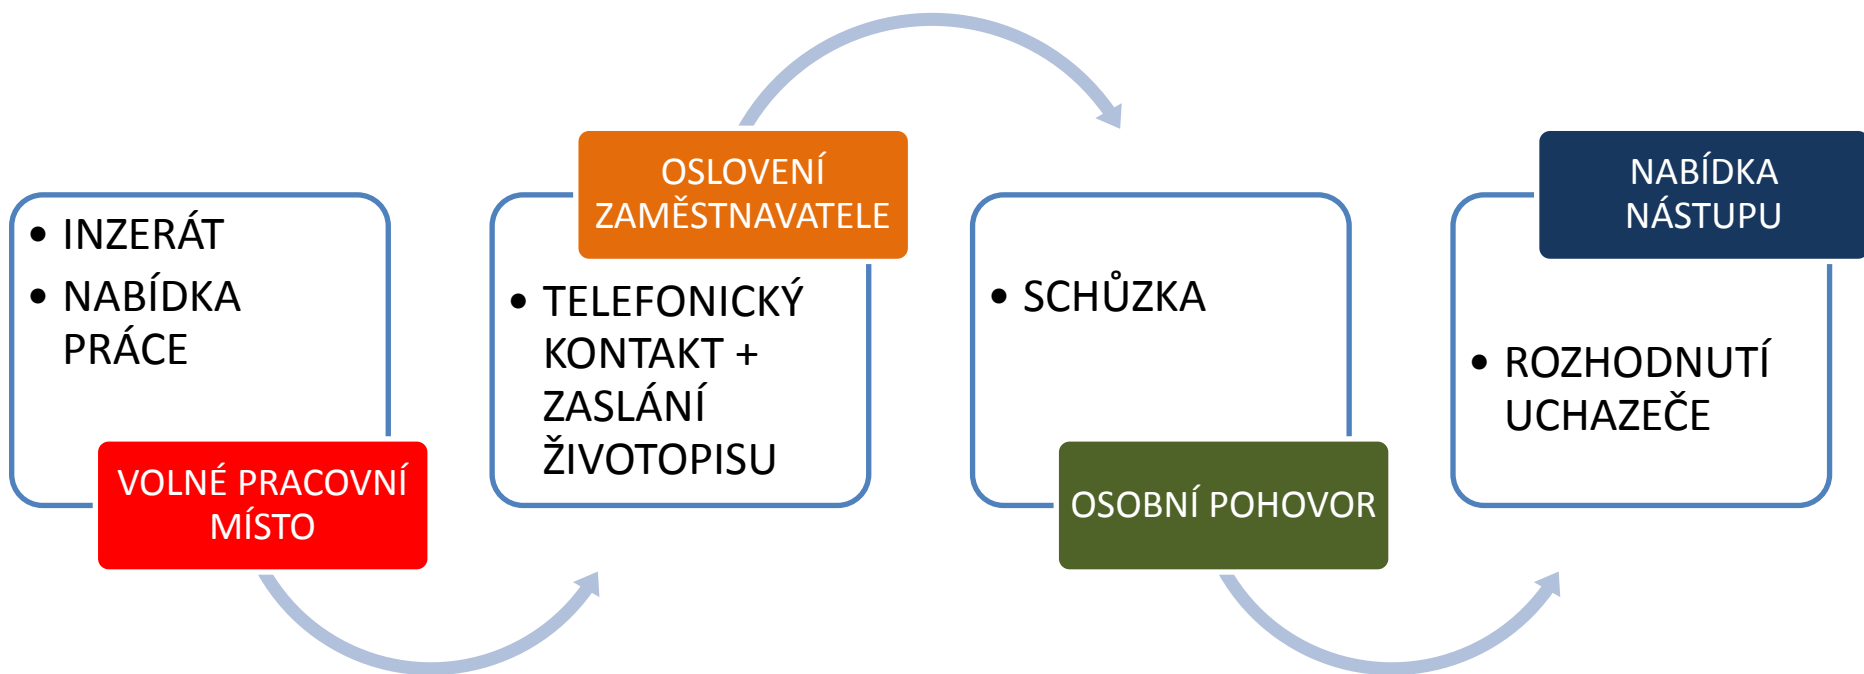 • INZERÁT
• NABÍDKA
PRÁCE
VOLNÉ PRACOVNÍ
MÍSTO
OSLOVENÍ
ZAMĚSTNAVATELE
• TELEFONICKÝ
KONTAKT +
ZASLÁNÍ
ŽIVOTOPISU
• SCHŮZKA
OSOBNÍ POHOVOR
NABÍDKA
NÁSTUPU
• ROZHODNUTÍ
UCHAZEČE